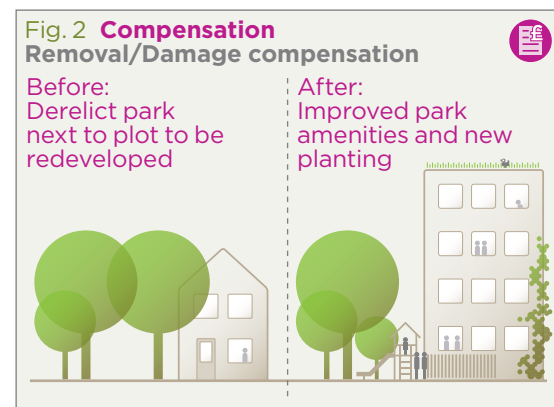 Fig. 2 Compensation
Removal/Damage compensation
Before:
Derelict park
next to plot to be
redeveloped
After:
Improved park
amenities and new
planting
£